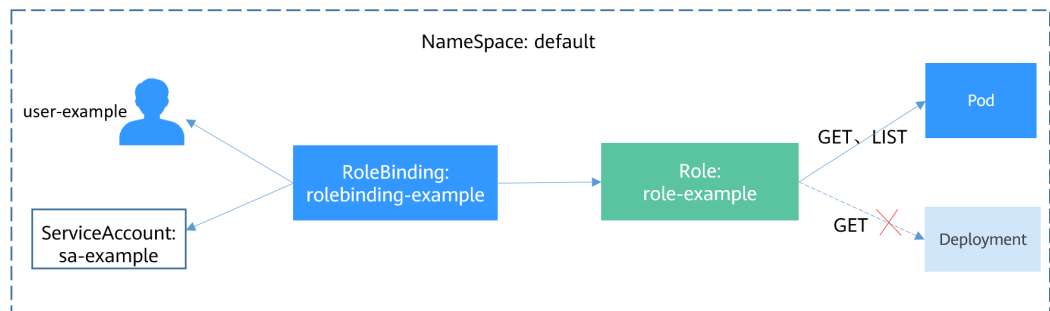 NameSpace: default
user-example
ServiceAccount:
sa-example
RoleBinding:
rolebinding-example
Role:
role-example
GET、LIST
GET
Pod
Deployment